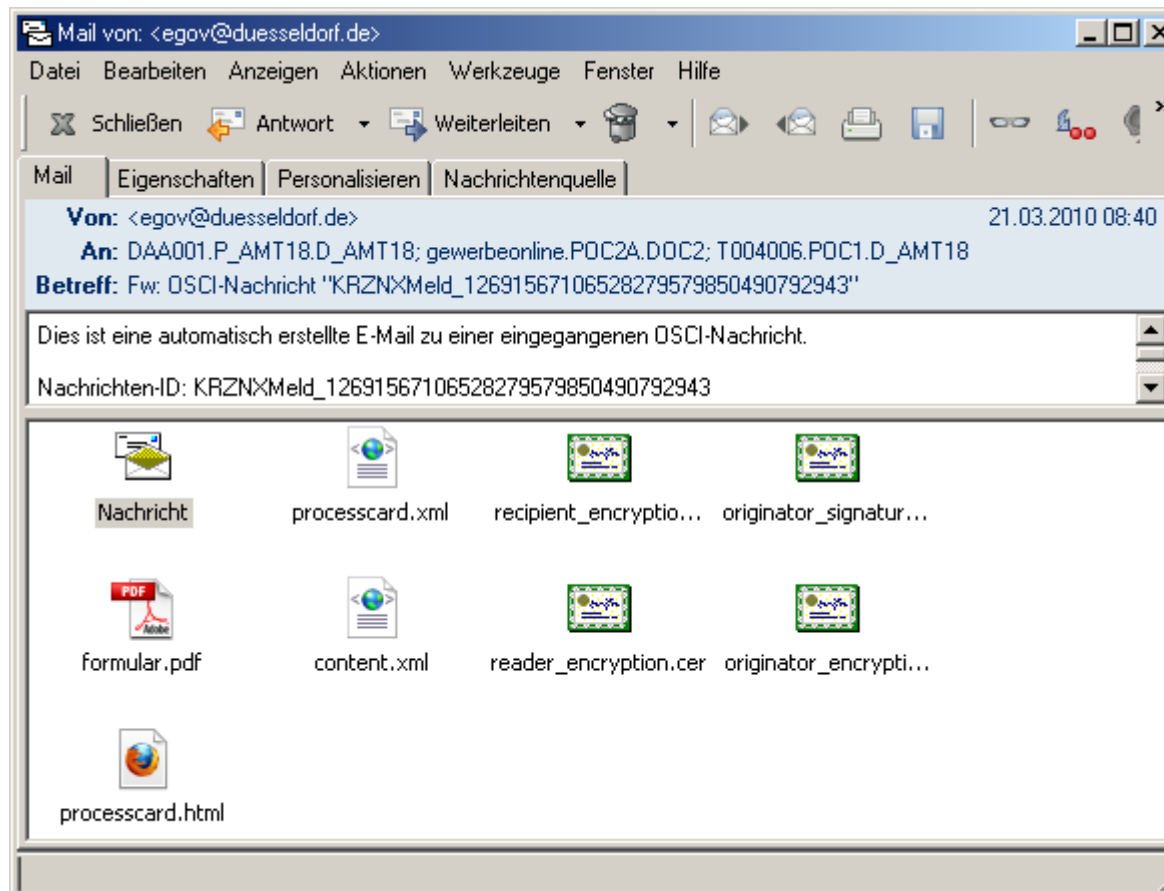 Mail von: <egov@duesseldorf.de>
Datei Bearbeiten Anzeigen Aktionen Werkzeuge Fenster Hilfe
Schließen Antwort Weiterleiten
Mail Eigenschaften Personalisieren Nachrichtenquelle
Von: <egov@duesseldorf.de> 21.03.2010 08:40
An: DAA001.P_AMT18.D_AMT18; gewerbeonline.POC2A.DOC2; T004006.POC1.D_AMT18
Betreff: Fw: OSCI-Nachricht "KRZNXMeld_12691567106528279579850490792943"
Dies ist eine automatisch erstellte E-Mail zu einer eingegangenen OSCI-Nachricht.
Nachrichten-ID: KRZNXMeld_12691567106528279579850490792943
Nachricht processcard.xml recipient_encryptio... originator_signatur...
PDF
Adobe
formular.pdf content.xml reader_encryption.cer originator_encrypti...
processcard.html